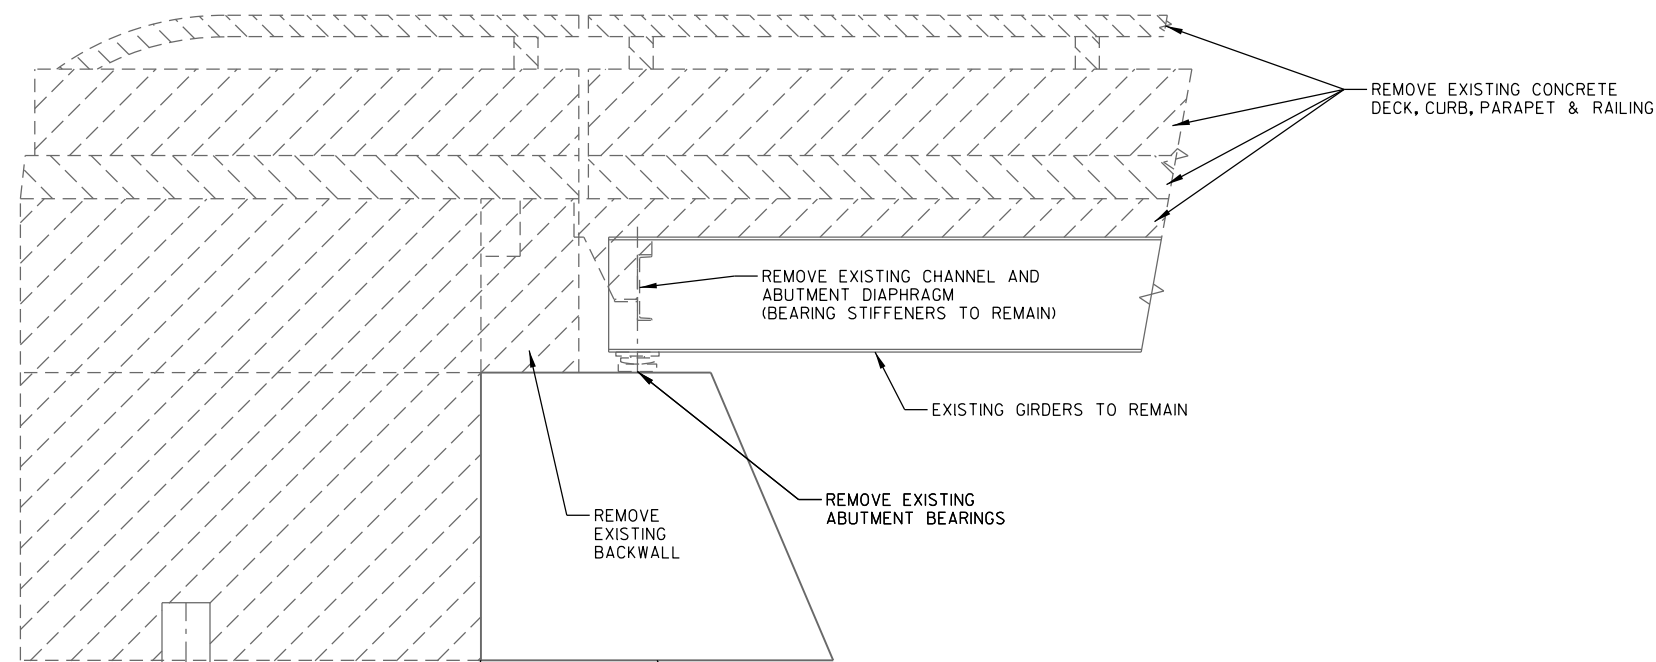 REMOVE EXISTING CONCRETE
DECK, CURB, PARAPET & RAILING
REMOVE EXISTING CHANNEL AND
ABUTMENT DIAPHRAGM
(BEARING STIFFENERS TO REMAIN)
EXISTING GIRDERS TO REMAIN
REMOVE EXISTING
ABUTMENT BEARINGS
REMOVE
EXISTING
BACKWALL